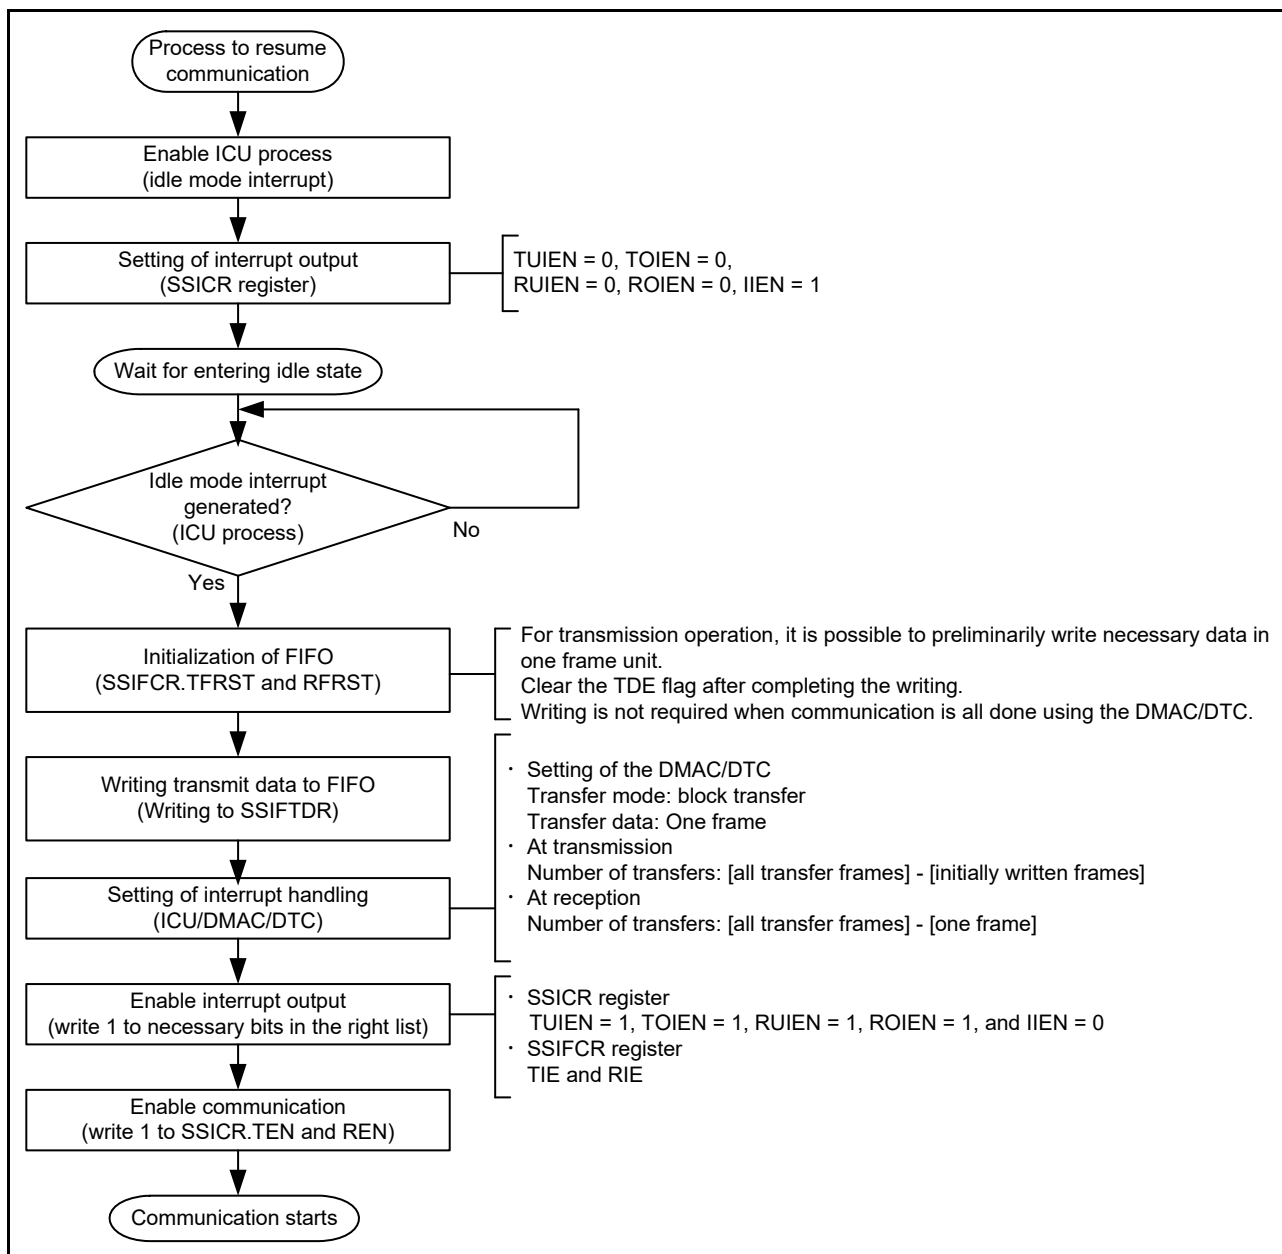 Process to resume
communication
Enable ICU process
(idle mode interrupt)
Setting of interrupt output
(SSICR register)
TUIEN = 0, TOIEN = 0,
RUIEN = 0, ROIEN = 0, IIEN = 1
Wait for entering idle state
Idle mode interrupt
generated?
(ICU process)
No
Yes
Initialization of FIFO
(SSIFCR.TFRST and RFRST)
For transmission operation, it is possible to preliminarily write necessary data in
one frame unit.
Clear the TDE flag after completing the writing.
Writing is not required when communication is all done using the DMAC/DTC.
Writing transmit data to FIFO
(Writing to SSIFTDR)
Setting of interrupt handling
(ICU/DMAC/DTC)
· Setting of the DMAC/DTC
Transfer mode: block transfer
Transfer data: One frame
· At transmission
Number of transfers: [all transfer frames] - [initially written frames]
· At reception
Number of transfers: [all transfer frames] - [one frame]
Enable interrupt output
(write 1 to necessary bits in the right list)
· SSICR register
TUIEN = 1, TOIEN = 1, RUIEN = 1, ROIEN = 1, and IIEN = 0
· SSIFCR register
TIE and RIE
Enable communication
(write 1 to SSICR.TEN and REN)
Communication starts